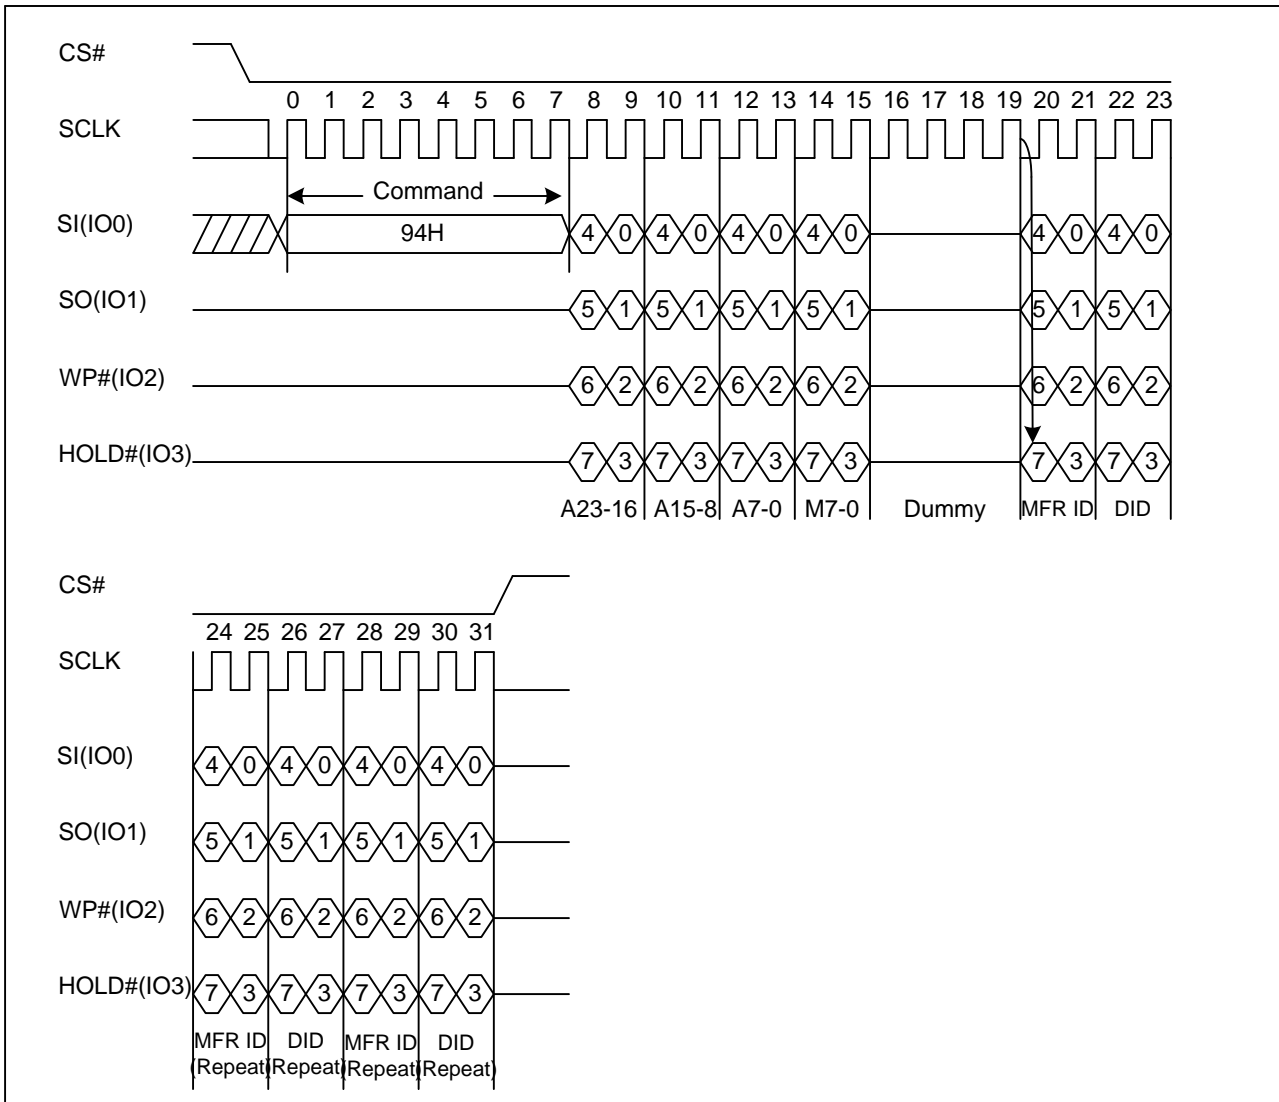 CS#
0 1 2 3 4 5 6 7 8 9 10 11 12 13 14 15 16 17 18 19 20 21 22 23
SCLK
Command
SI(IO0) 94H 4 0 4 0 4 0 4 0 4 0 4 0
SO(IO1) 5 1 5 1 5 1 5 1 5 1 5 1
WP#(IO2) 6 2 6 2 6 2 6 2 6 2 6 2
HOLD#(IO3) 7 3 7 3 7 3 7 3 7 3 7 3
A23-16 A15-8 A7-0 M7-0 Dummy MFR ID DID
CS#
24 25 26 27 28 29 30 31
SCLK
SI(IO0) 4 0 4 0 4 0 4 0
SO(IO1) 5 1 5 1 5 1 5 1
WP#(IO2) 6 2 6 2 6 2 6 2
HOLD#(IO3) 7 3 7 3 7 3 7 3
MFR ID DID MFR ID DID
(Repeat) (Repeat) (Repeat) (Repeat)